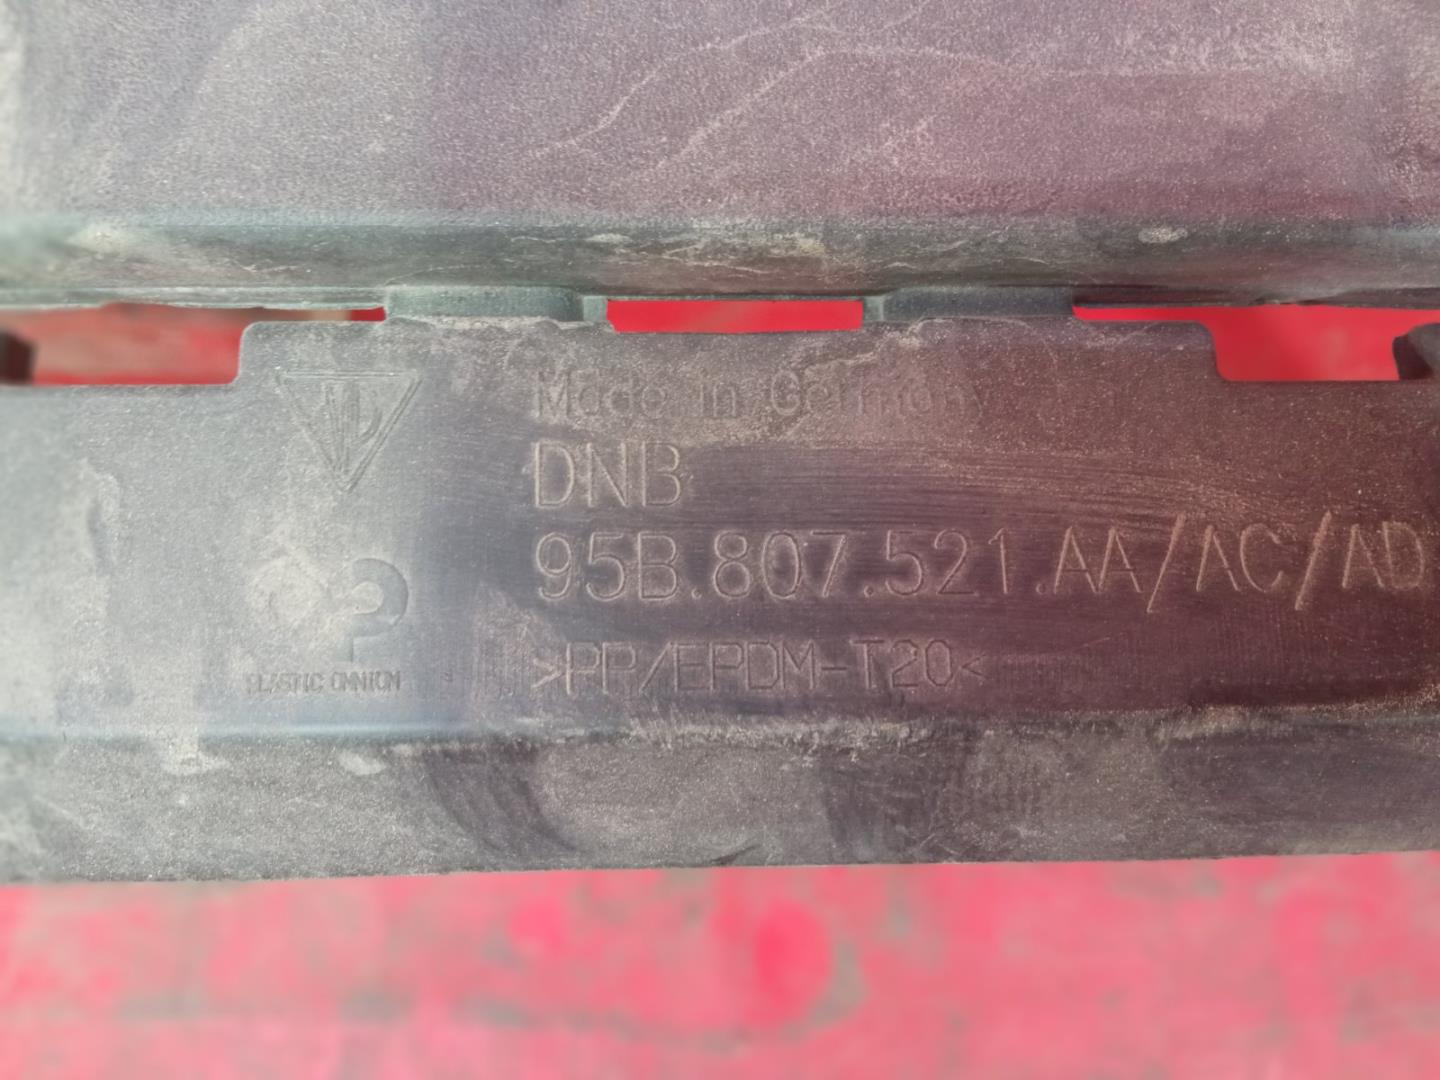 Made in Germany
DNB
95B.807.521.AA/AC/AD
PLASTIC OMNIUM
>PP/EPDM-T20<